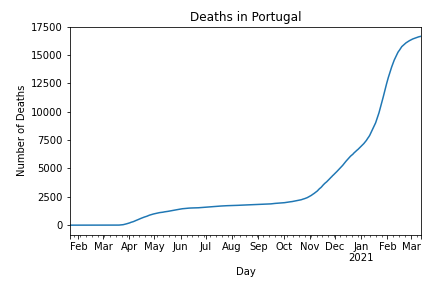 Deaths in Portugal
17500
15000
12500
10000
7500
5000
2500
0
Number of Deaths
Feb Mar Apr May Jun Jul Aug Sep Oct Nov Dec Jan Feb Mar
2021
Day